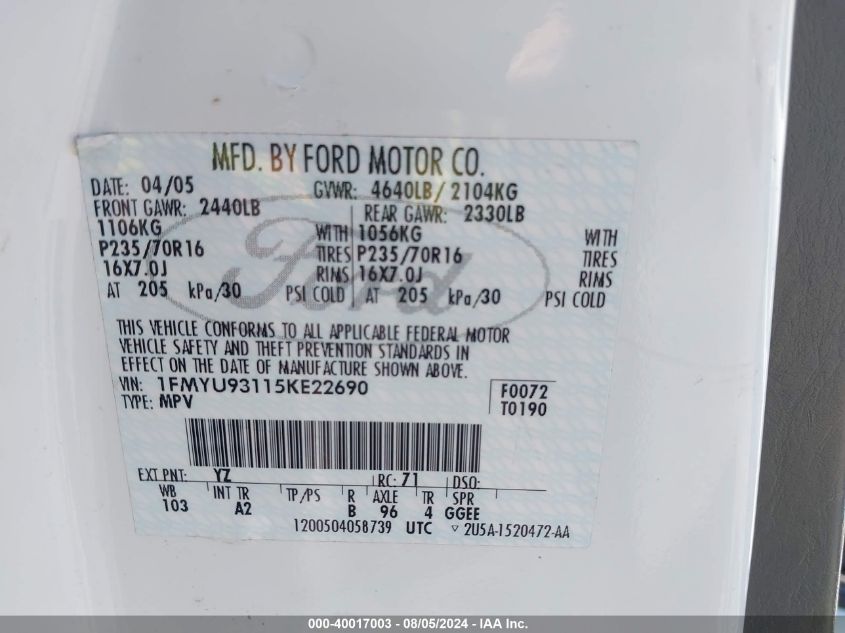 MFD. BY FORD MOTOR CO.
DATE: 04/05 GVWR: 4640LB/ 2104KG
FRONT GAWR: 2440LB REAR GAWR: 2330LB
1106KG WITH 1056KG WITH
P235/70R16 TIRES P235/70R16 TIRES
16X7.0J RIMS 16X7.0J RIMS
AT 205 kPa/30 PSI COLD AT 205 kPa/30 PSI COLD
Ford
THIS VEHICLE CONFORMS TO ALL APPLICABLE FEDERAL MOTOR
VEHICLE SAFETY AND THEFT PREVENTION STANDARDS IN
EFFECT ON THE DATE OF MANUFACTURE SHOWN ABOVE.
VIN: 1FMYU93115KE22690 F0072
TYPE: MPV T0190
EXT PNT: YZ RC: 71 DSO:
WB INT TR TP/PS R AXLE TR SPR
103 A2 B 96 4 GGEE
1200504058739 UTC ▽ 2U5A-1520472-AA
000-40017003 - 08/05/2024 - IAA Inc.